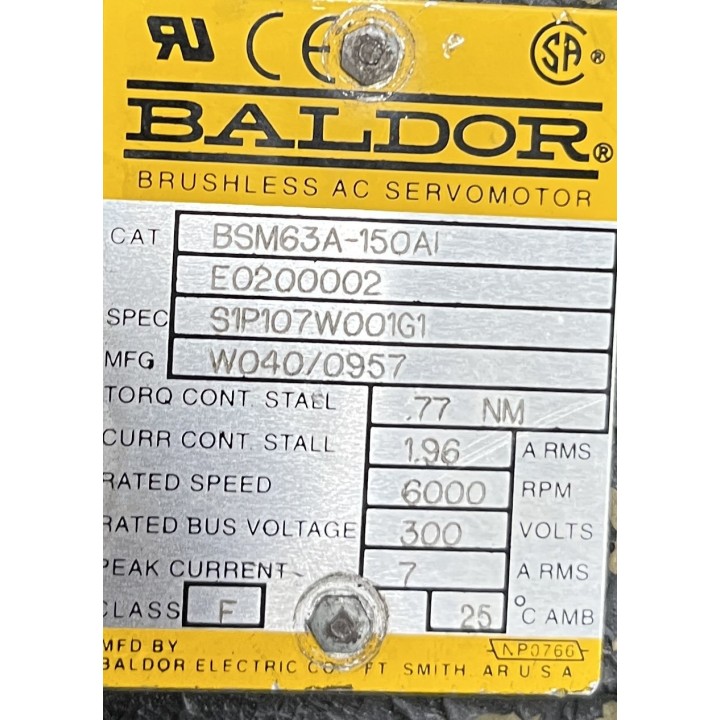 CE SA ®
BALDOR®
BRUSHLESS AC SERVOMOTOR
CAT BSM63A-150AI
E0200002
SPEC S1P107W001G1
MFG W040/0957
TORQ CONT. STALL .77 NM
CURR CONT. STALL 1.96 A RMS
RATED SPEED 6000 RPM
RATED BUS VOLTAGE 300 VOLTS
PEAK CURRENT 7 A RMS
CLASS F 25 °C AMB
MFD BY NP0766
BALDOR ELECTRIC CO FT SMITH, AR U S A